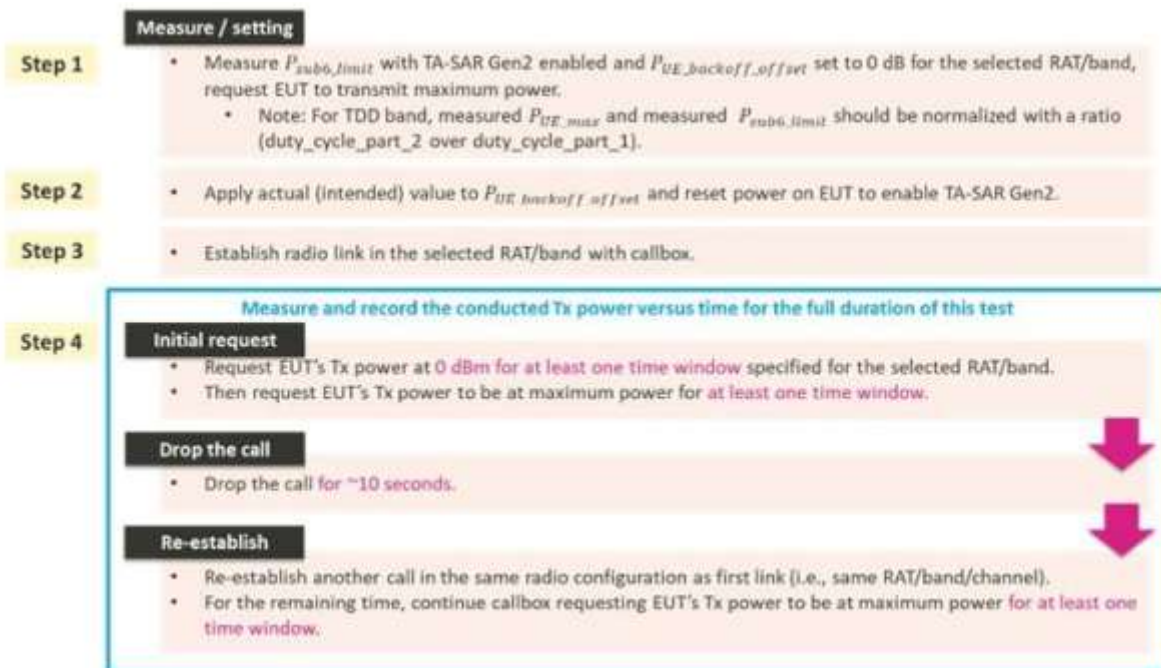 Measure / setting
Step 1
• Measure P_sub6_limit with TA-SAR Gen2 enabled and P_UE_backoff_offset set to 0 dB for the selected RAT/band,
request EUT to transmit maximum power.
• Note: For TDD band, measured P_UE_max and measured P_sub6_limit should be normalized with a ratio
(duty_cycle_part_2 over duty_cycle_part_1).
Step 2
• Apply actual (intended) value to P_UE_backoff_offset and reset power on EUT to enable TA-SAR Gen2.
Step 3
• Establish radio link in the selected RAT/band with callbox.
Measure and record the conducted Tx power versus time for the full duration of this test
Step 4
Initial request
• Request EUT's Tx power at 0 dBm for at least one time window specified for the selected RAT/band.
• Then request EUT's Tx power to be at maximum power for at least one time window.
Drop the call
• Drop the call for ~10 seconds.
Re-establish
• Re-establish another call in the same radio configuration as first link (i.e., same RAT/band/channel).
• For the remaining time, continue callbox requesting EUT's Tx power to be at maximum power for at least one
time window.